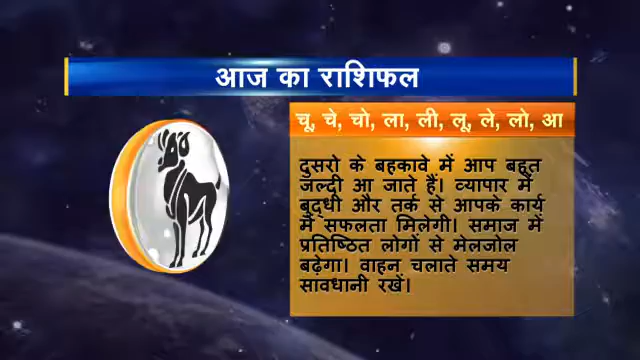 आज का राशिफल
चू, चे, चो, ला, ली, लू, ले, लो, आ
दुसरो के बहकावे में आप बहुत
जल्दी आ जाते हैं। व्यापार में
बुद्धी और तर्क से आपके कार्य
में सफलता मिलेगी। समाज में
प्रतिष्ठित लोगों से मेलजोल
बढ़ेगा। वाहन चलाते समय
सावधानी रखें।